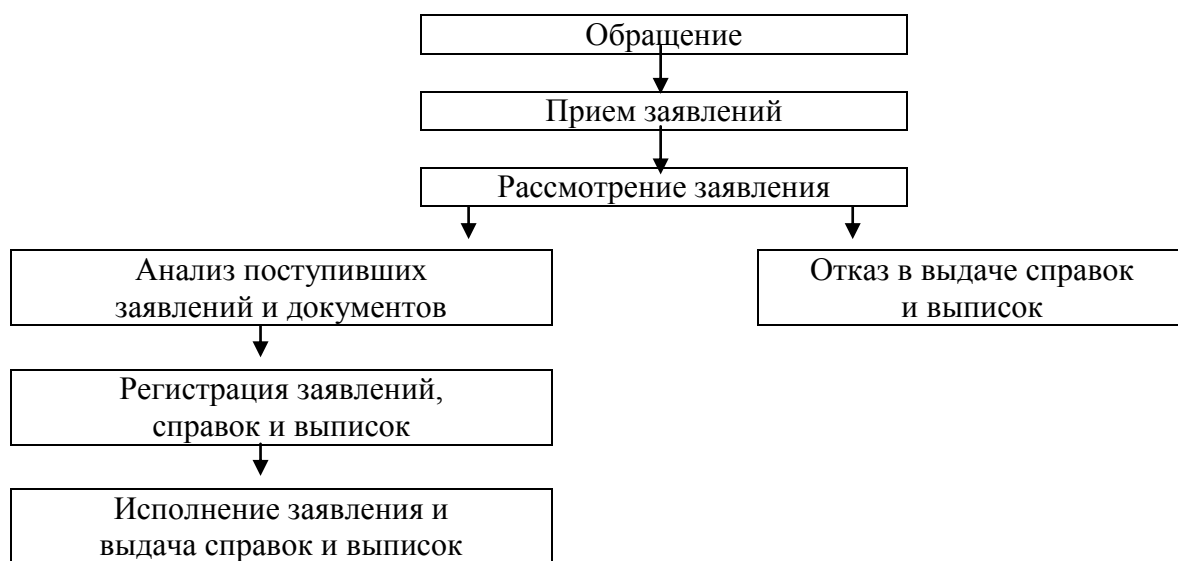 Обращение
Прием заявлений
Рассмотрение заявления
Анализ поступивших
заявлений и документов
Отказ в выдаче справок
и выписок
Регистрация заявлений,
справок и выписок
Исполнение заявления и
выдача справок и выписок